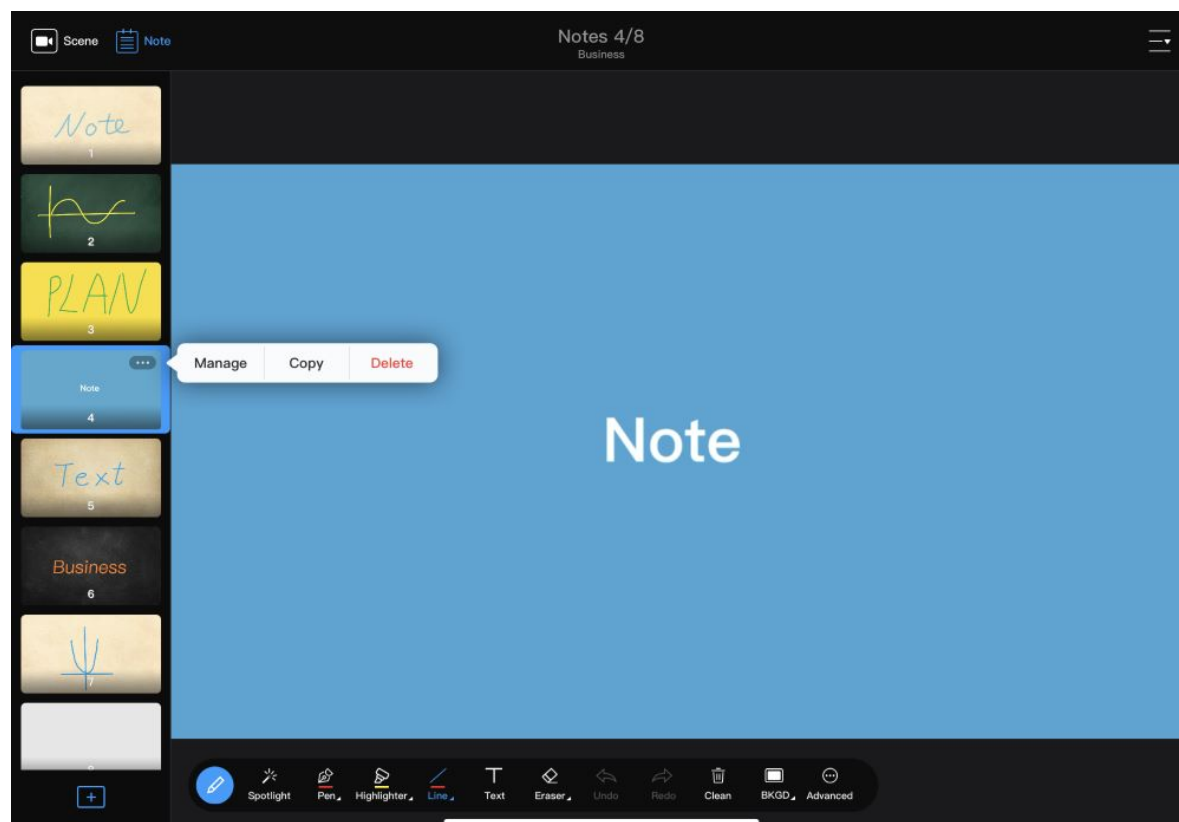 Scene
Note
Notes 4/8
Business
Note
1
2
PLAN
3
Note
4
Manage
Copy
Delete
Note
Text
5
Business
6
7
Spotlight
Pen
Highlighter
Line
Text
Eraser
Undo
Redo
Clean
BKGD
Advanced